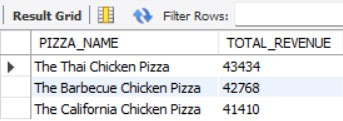 Result Grid Filter Rows:
PIZZA_NAME TOTAL_REVENUE
The Thai Chicken Pizza 43434
The Barbecue Chicken Pizza 42768
The California Chicken Pizza 41410